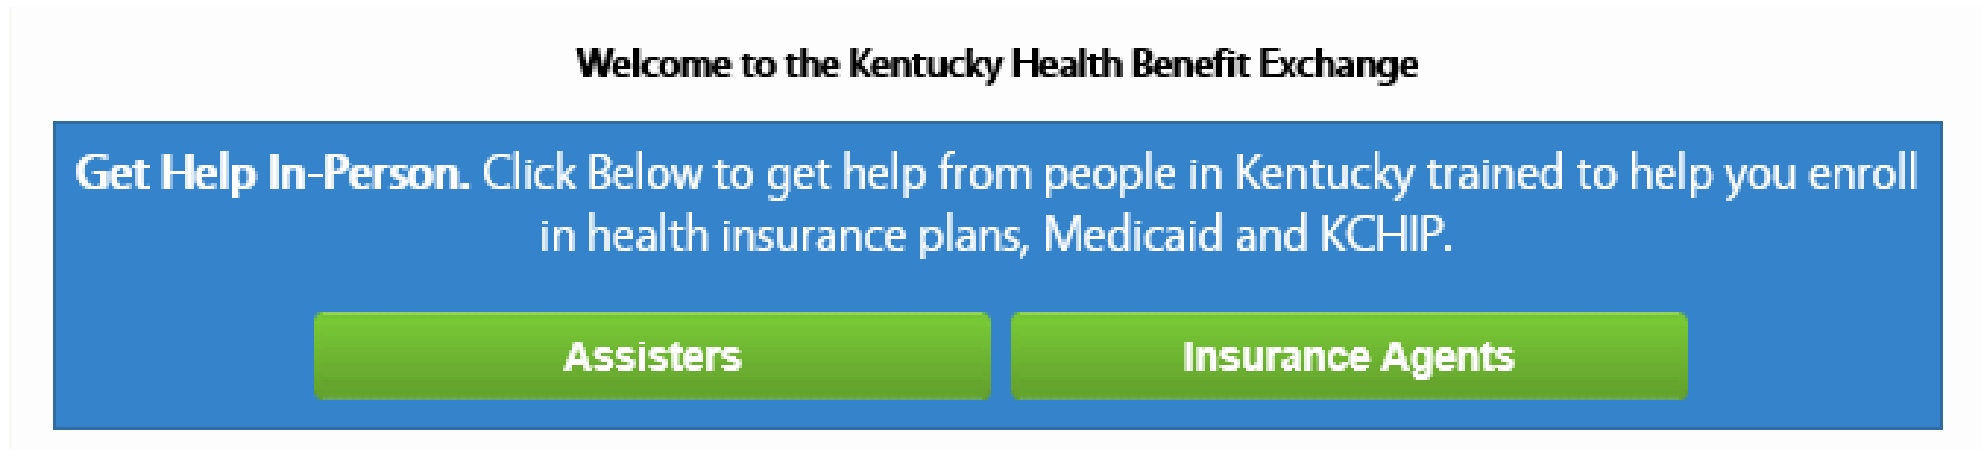 Welcome to the Kentucky Health Benefit Exchange
Get Help In-Person. Click Below to get help from people in Kentucky trained to help you enroll
in health insurance plans, Medicaid and KCHIP.
Assisters
Insurance Agents